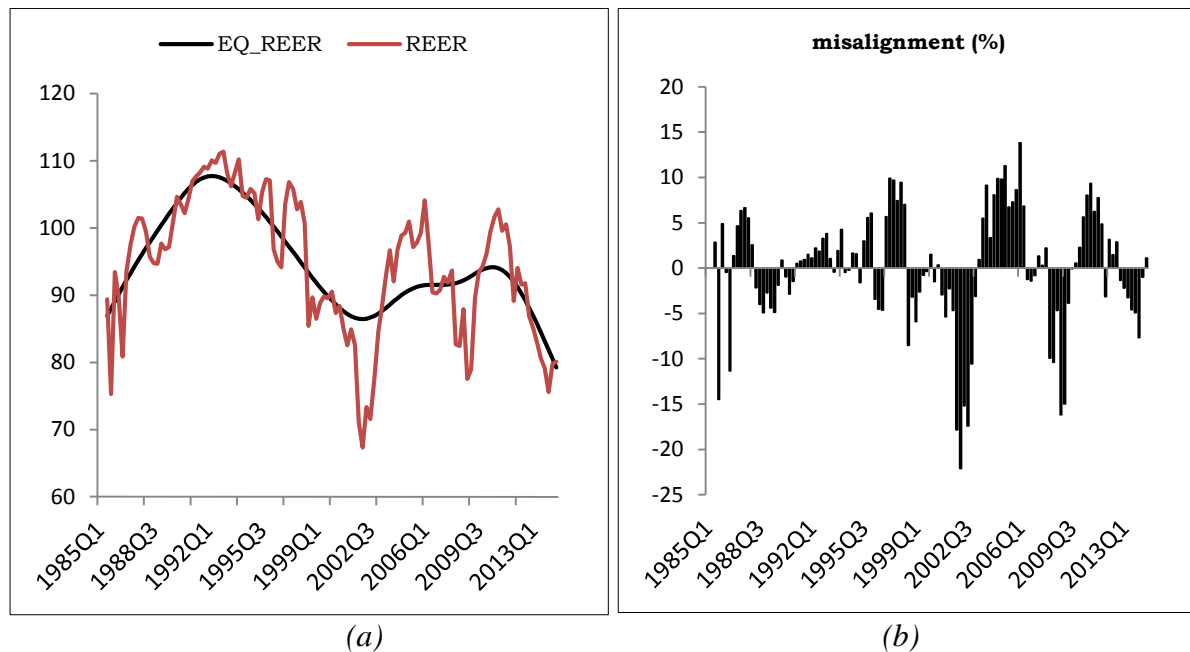 EQ_REER REER
120
110
100
90
80
70
60
1985Q1
1988Q3
1992Q1
1995Q3
1999Q1
2002Q3
2006Q1
2009Q3
2013Q1
(a)
misalignment (%)
20
15
10
5
0
-5
-10
-15
-20
-25
1985Q1
1988Q3
1992Q1
1995Q3
1999Q1
2002Q3
2006Q1
2009Q3
2013Q1
(b)